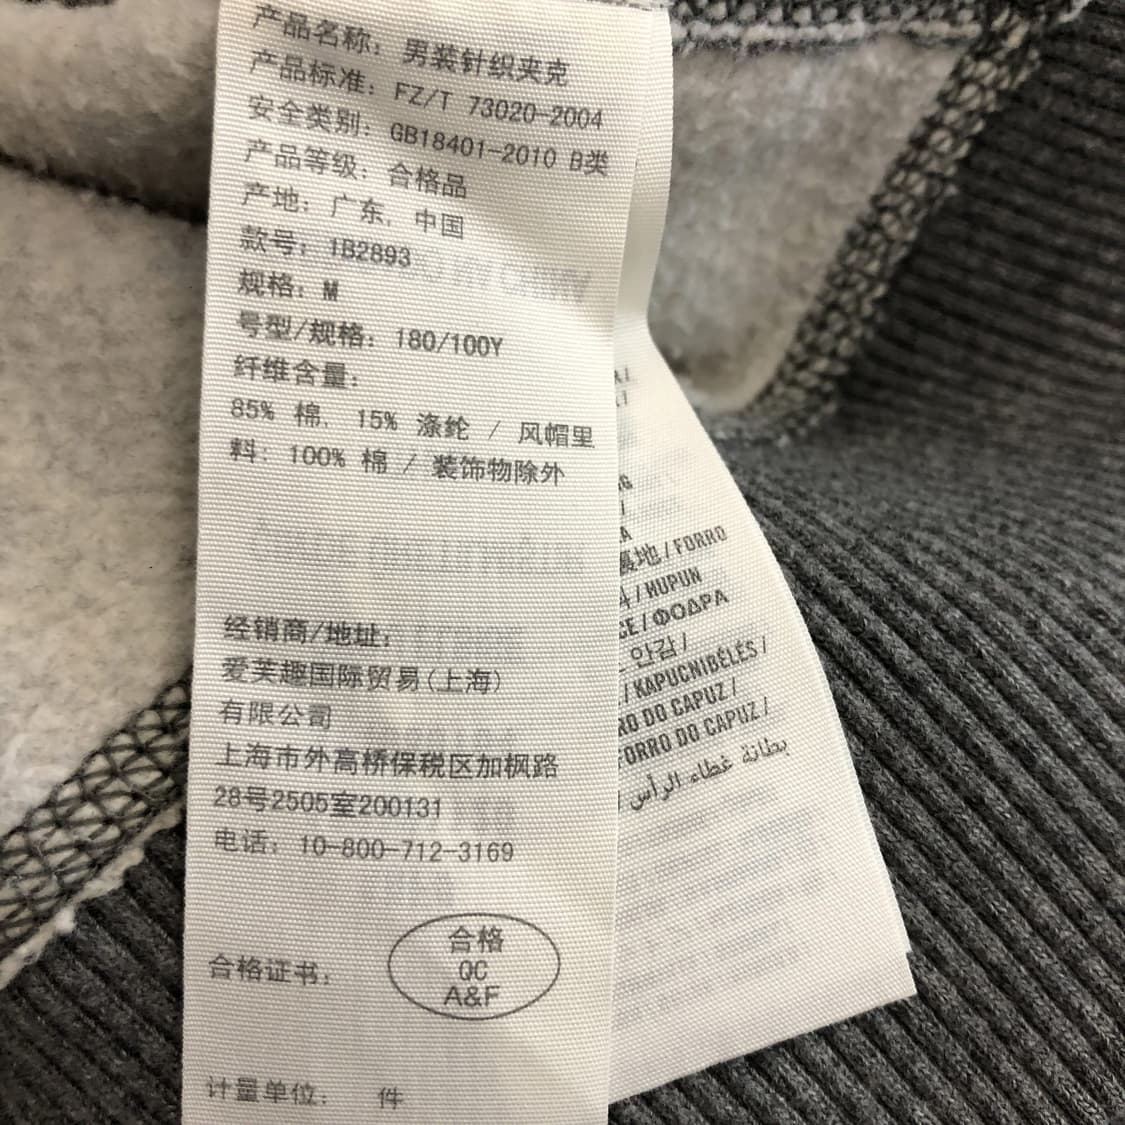 产品名称: 男装针织夹克
产品标准: FZ/T 73020-2004
安全类别: GB18401-2010 B类
产品等级: 合格品
产地: 广东, 中国
款号: 1B2893
规格: M
号型/规格: 180/100Y
纤维含量:
85% 棉, 15% 涤纶 / 风帽里
料: 100% 棉 / 装饰物除外
经销商/地址:
爱芙趣国际贸易(上海)
有限公司
上海市外高桥保税区加枫路
28号2505室200131
电话: 10-800-712-3169
合格证书:
合格
QC
A&F
计量单位: 件
地 / FORRO
/ HUPUN
/ ΦΟΔΡΑ
안감 /
/ KAPUCNIBÉLÉS /
DO CAPUZ /
FORRO DO CAPUZ /
بطانة غطاء الرأس /